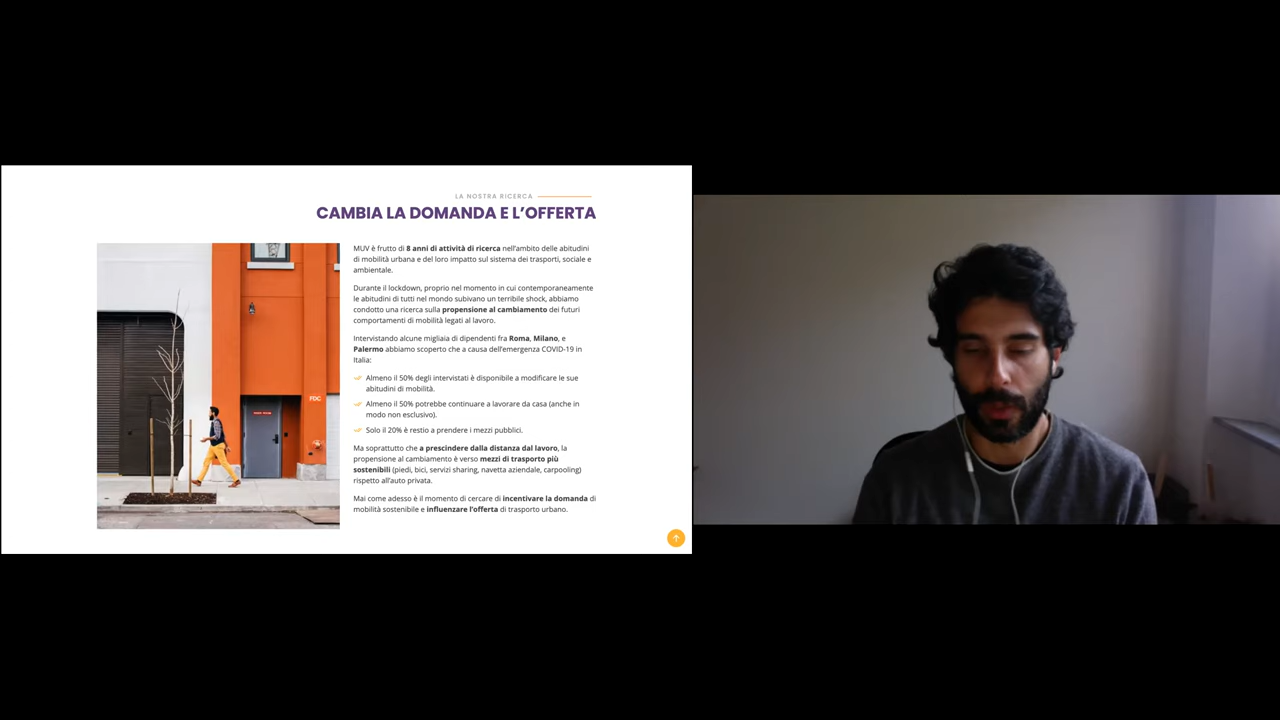 LA NOSTRA RICERCA
CAMBIA LA DOMANDA E L’OFFERTA
MUV è frutto di 8 anni di attività di ricerca nell’ambito delle abitudini
di mobilità urbana e del loro impatto sul sistema dei trasporti, sociale e
ambientale.
Durante il lockdown, proprio nel momento in cui contemporaneamente
le abitudini di tutti nel mondo subivano un terribile shock, abbiamo
condotto una ricerca sulla propensione al cambiamento dei futuri
comportamenti di mobilità legati al lavoro.
Intervistando alcune migliaia di dipendenti fra Roma, Milano, e
Palermo abbiamo scoperto che a causa dell’emergenza COVID-19 in
Italia:
Almeno il 50% degli intervistati è disponibile a modificare le sue
abitudini di mobilità.
Almeno il 50% potrebbe continuare a lavorare da casa (anche in
modo non esclusivo).
Solo il 20% è restio a prendere i mezzi pubblici.
Ma soprattutto che a prescindere dalla distanza dal lavoro, la
propensione al cambiamento è verso mezzi di trasporto più
sostenibili (piedi, bici, servizi sharing, navetta aziendale, carpooling)
rispetto all’auto privata.
Mai come adesso è il momento di cercare di incentivare la domanda di
mobilità sostenibile e influenzare l’offerta di trasporto urbano.
FDC